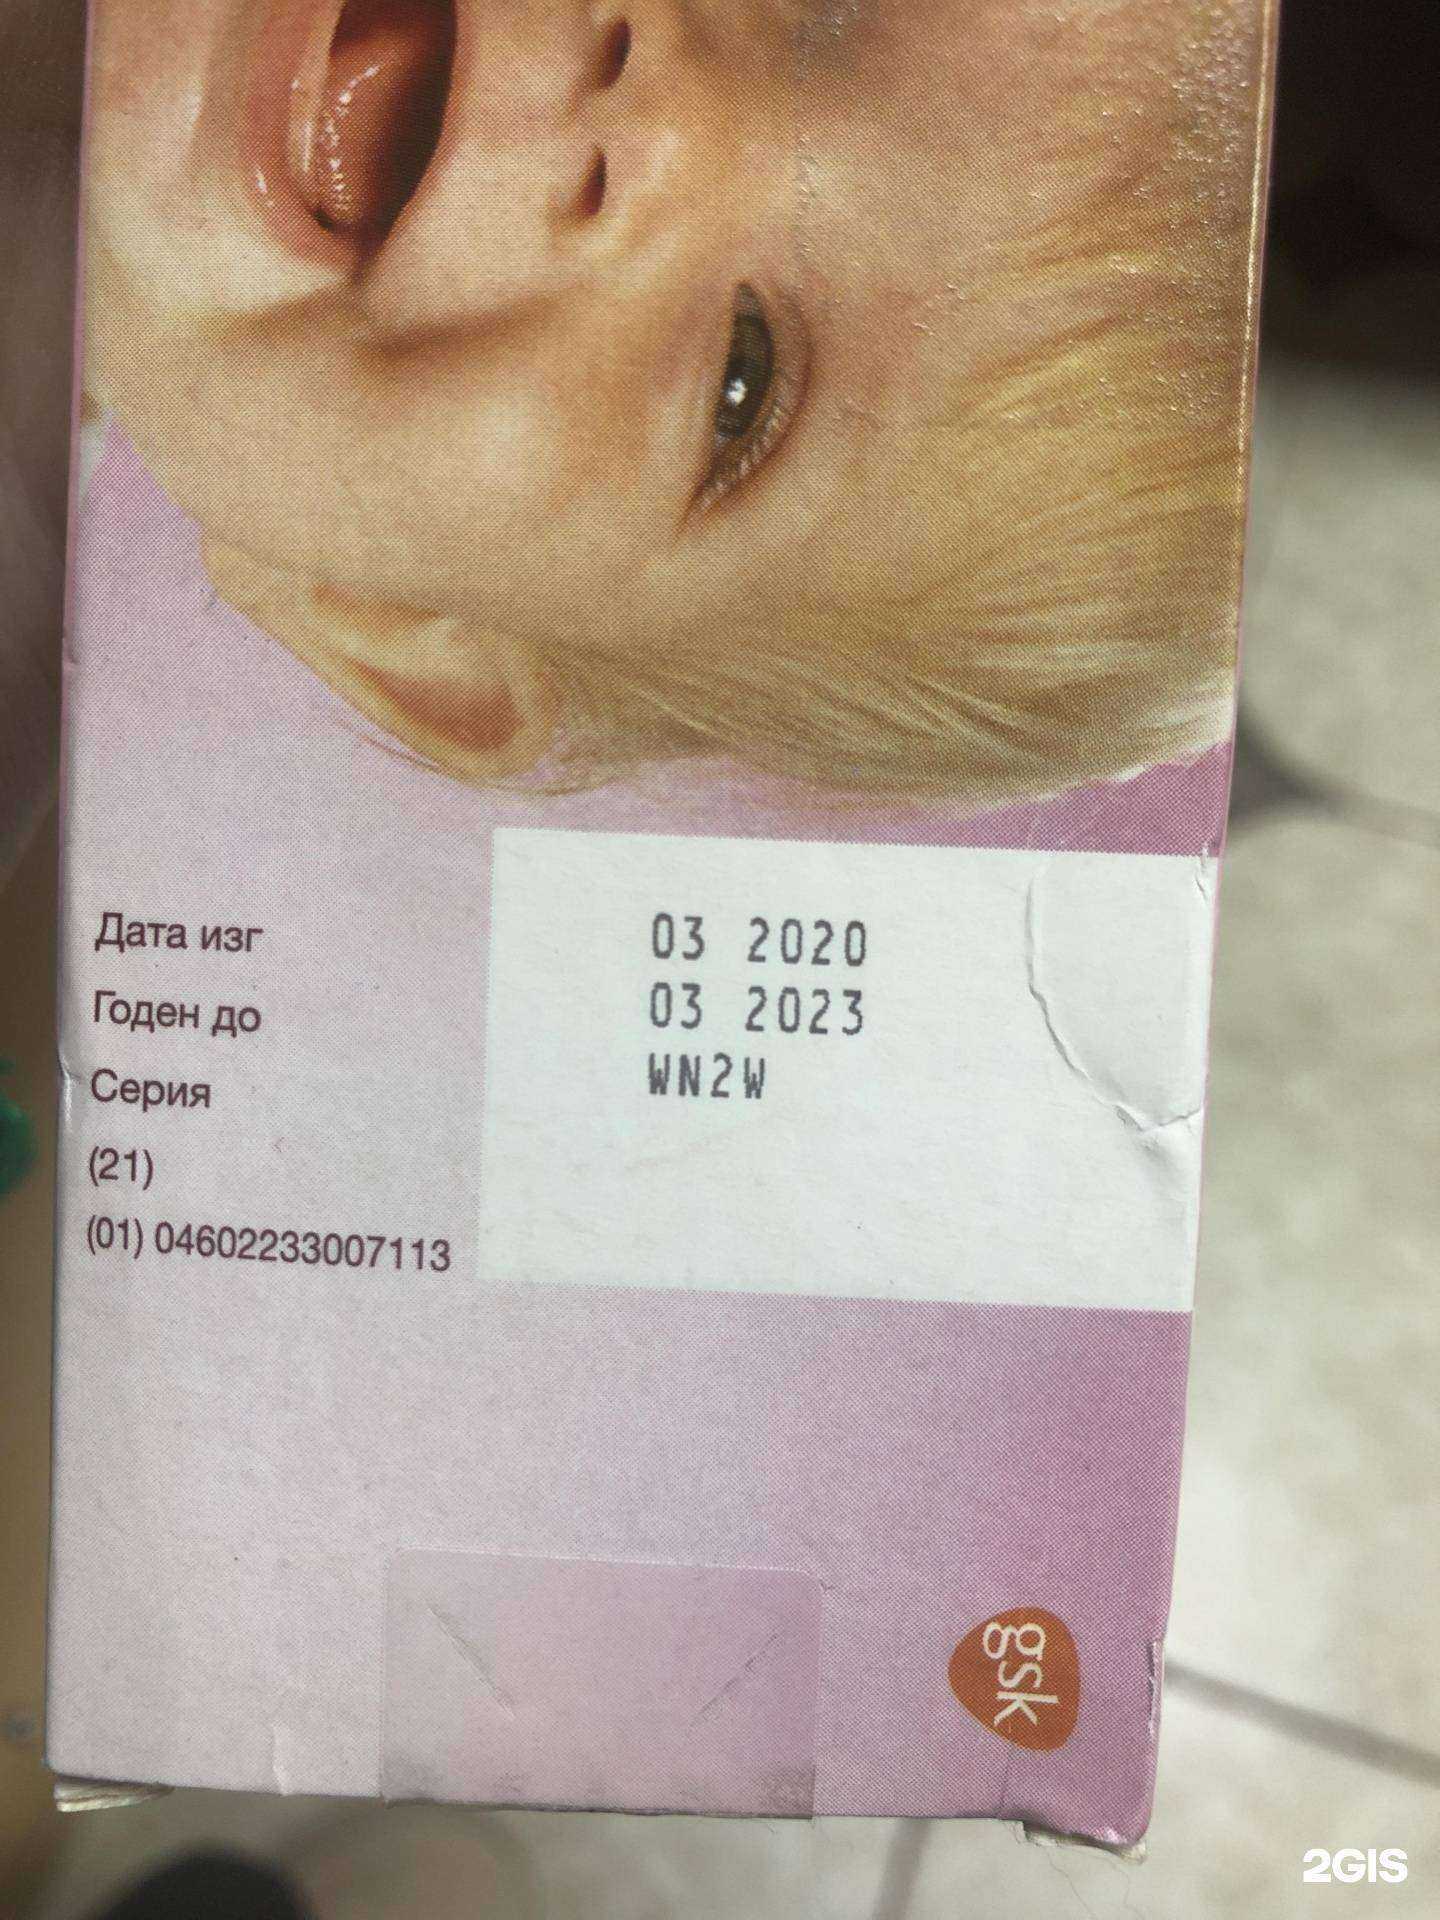 Дата изг 03 2020
Годен до 03 2023
Серия WN2W
(21)
(01) 04602233007113
gsk
2GIS